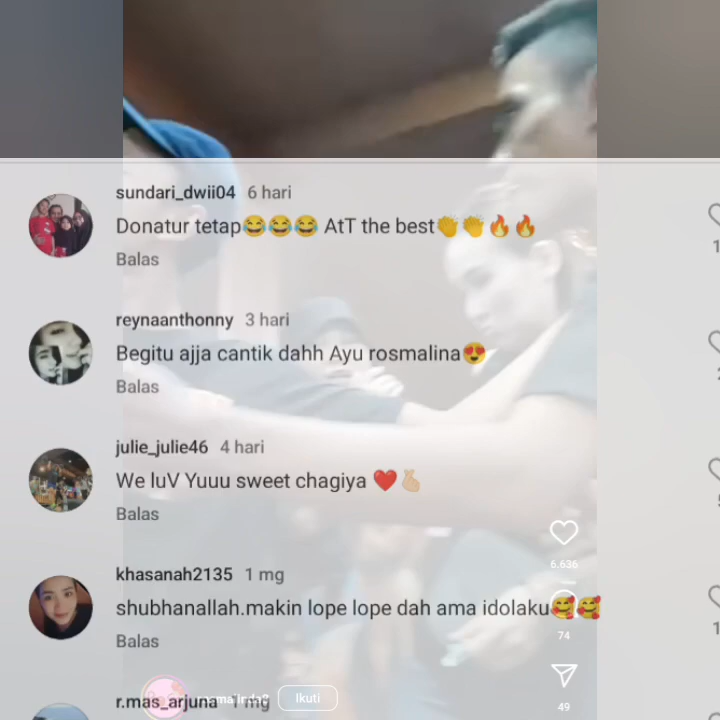 sundari_dwii04 6 hari
Donatur tetap😂😂😂 AtT the best👏👏🔥🔥
Balas
reynaanthonny 3 hari
Begitu ajja cantik dahh Ayu rosmalina😍
Balas
julie_julie46 4 hari
We luV Yuuu sweet chagiya ❤️🫰🏼
Balas
6.636
khasanah2135 1 mg
shubhanallah.makin lope lope dah ama idolaku🥰🥰
74
Balas
r.mas_arjuna 1 mg
Ikuti
49